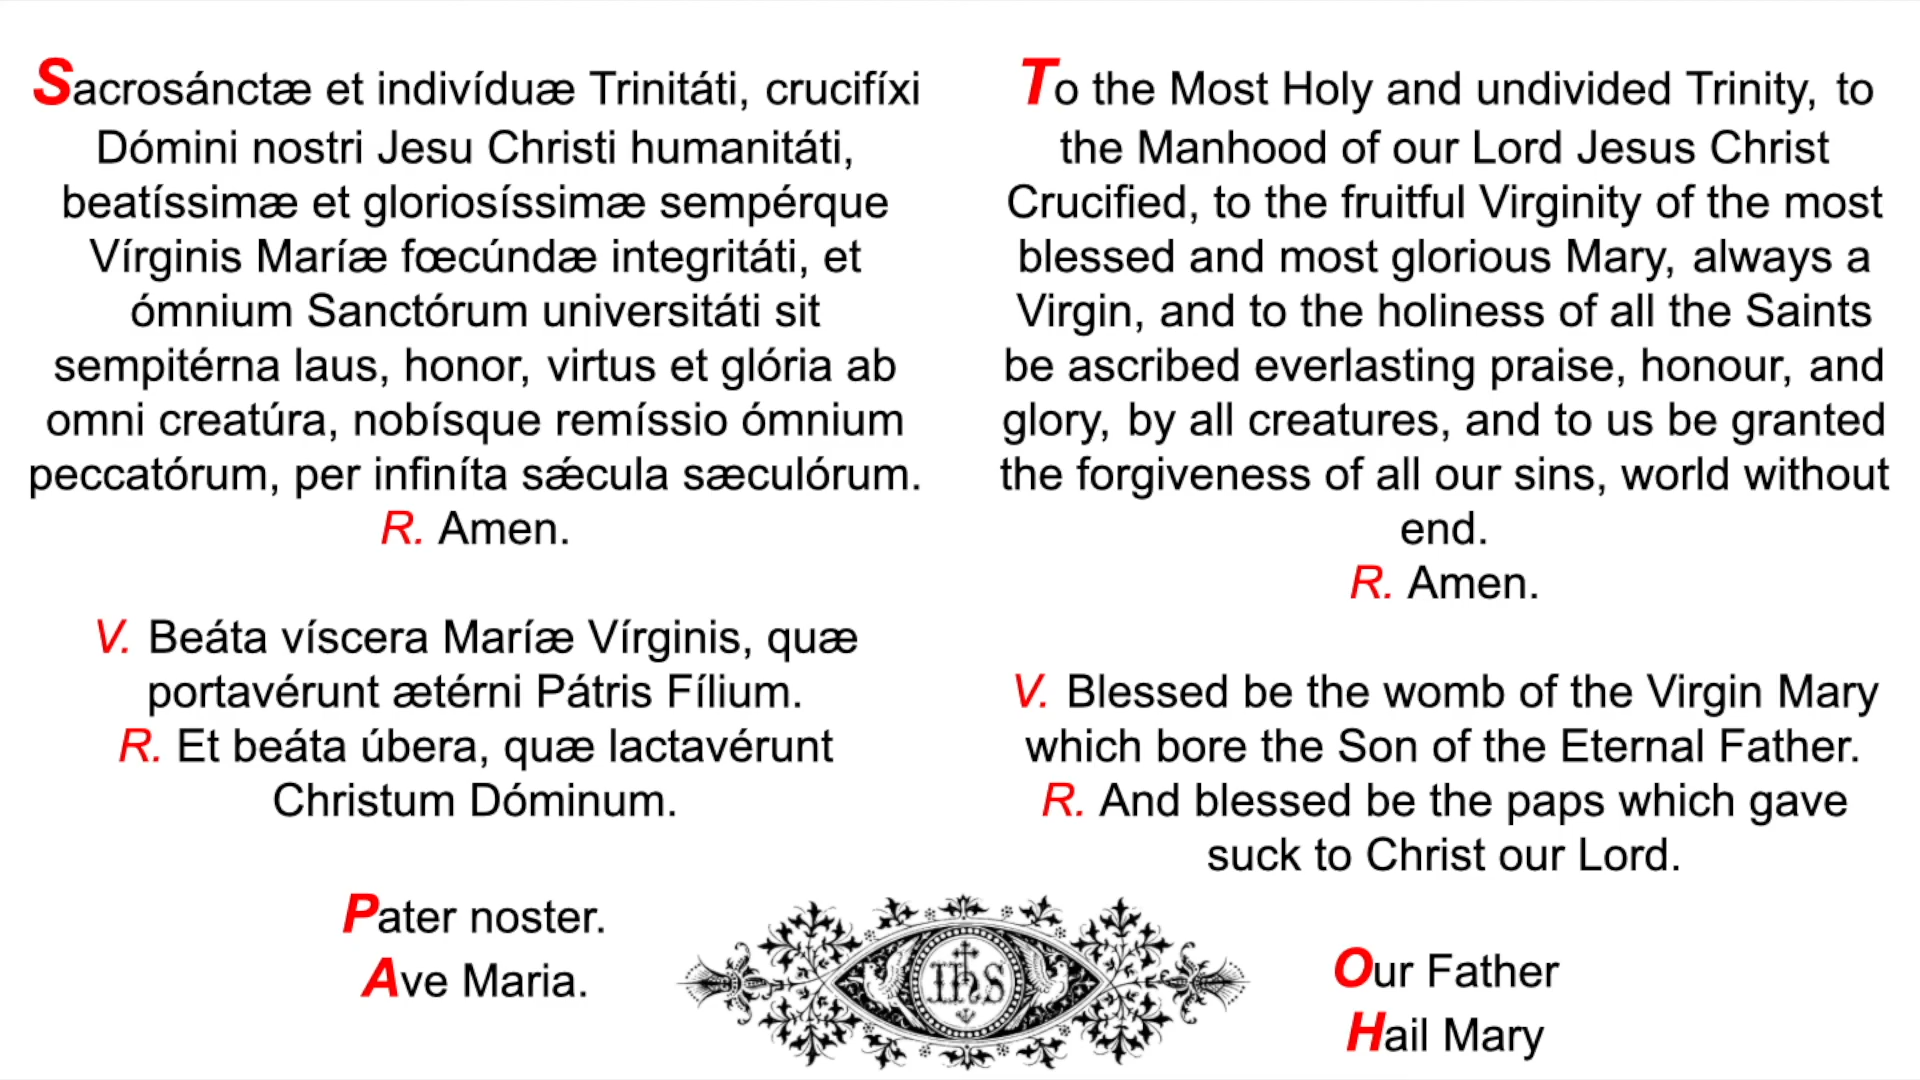 Sacrosánctæ et indivíduæ Trinitáti, crucifíxi
Dómini nostri Jesu Christi humanitáti,
beatíssimæ et gloriosíssimæ sempérque
Vírginis Maríæ fœcúndæ integritáti, et
ómnium Sanctórum universitáti sit
sempitérna laus, honor, virtus et glória ab
omni creatúra, nobísque remíssio ómnium
peccatórum, per infiníta sǽcula sæculórum.
R. Amen.
V. Beáta víscera Maríæ Vírginis, quæ
portavérunt ætérni Pátris Fílium.
R. Et beáta úbera, quæ lactavérunt
Christum Dóminum.
Pater noster.
Ave Maria.
To the Most Holy and undivided Trinity, to
the Manhood of our Lord Jesus Christ
Crucified, to the fruitful Virginity of the most
blessed and most glorious Mary, always a
Virgin, and to the holiness of all the Saints
be ascribed everlasting praise, honour, and
glory, by all creatures, and to us be granted
the forgiveness of all our sins, world without
end.
R. Amen.
V. Blessed be the womb of the Virgin Mary
which bore the Son of the Eternal Father.
R. And blessed be the paps which gave
suck to Christ our Lord.
Our Father
Hail Mary
IHS